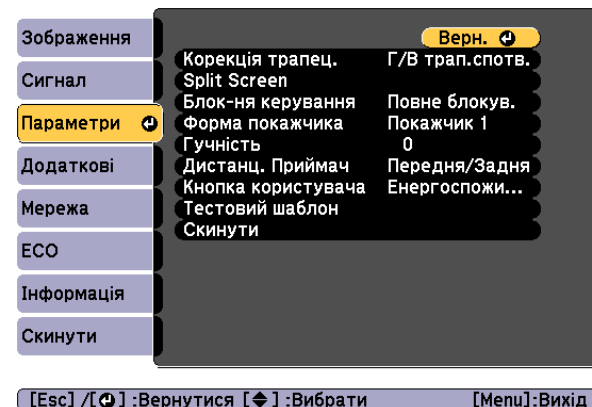 Зображення
Сигнал
Параметри
Додаткові
Мережа
ECO
Інформація
Скинути
Верн.
Корекція трапец. Г/В трап.спотв.
Split Screen
Блок-ня керування Повне блокув.
Форма покажчика Покажчик 1
Гучність 0
Дистанц. Приймач Передня/Задня
Кнопка користувача Енергоспожи...
Тестовий шаблон
Скинути
[Esc] /[ ] :Вернутися [ ] :Вибрати [Menu]:Вихід